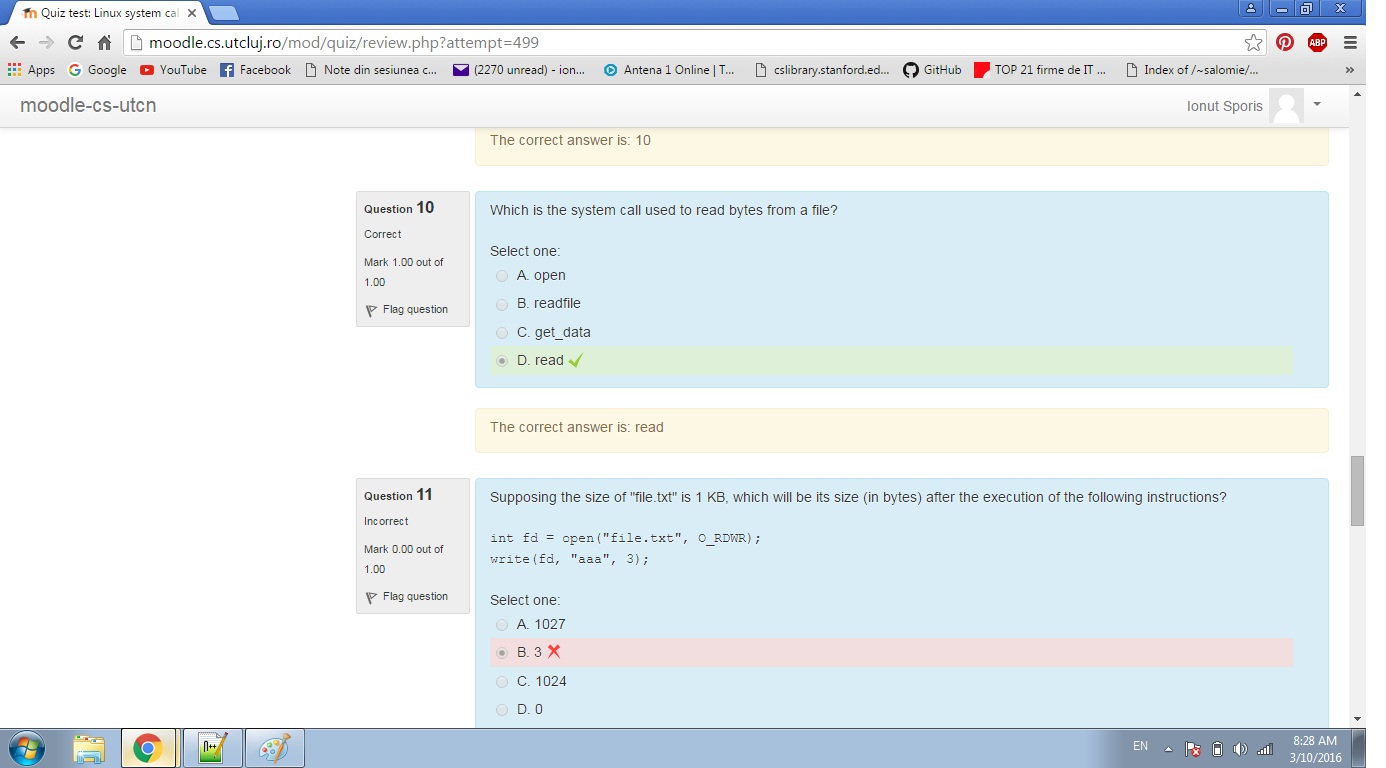 Quiz test: Linux system cal
moodle.cs.utcluj.ro/mod/quiz/review.php?attempt=499
ABP
Apps Google YouTube Facebook Note din sesiunea c... (2270 unread) - ion... Antena 1 Online | T... cslibrary.stanford.ed... GitHub TOP 21 firme de IT ... Index of /~salomie/... »
moodle-cs-utcn
Ionut Sporis
The correct answer is: 10
Question 10
Correct
Mark 1.00 out of
1.00
Flag question
Which is the system call used to read bytes from a file?
Select one:
A. open
B. readfile
C. get_data
D. read
The correct answer is: read
Question 11
Incorrect
Mark 0.00 out of
1.00
Flag question
Supposing the size of "file.txt" is 1 KB, which will be its size (in bytes) after the execution of the following instructions?
int fd = open("file.txt", O_RDWR);
write(fd, "aaa", 3);
Select one:
A. 1027
B. 3
C. 1024
D. 0
EN
8:28 AM
3/10/2016